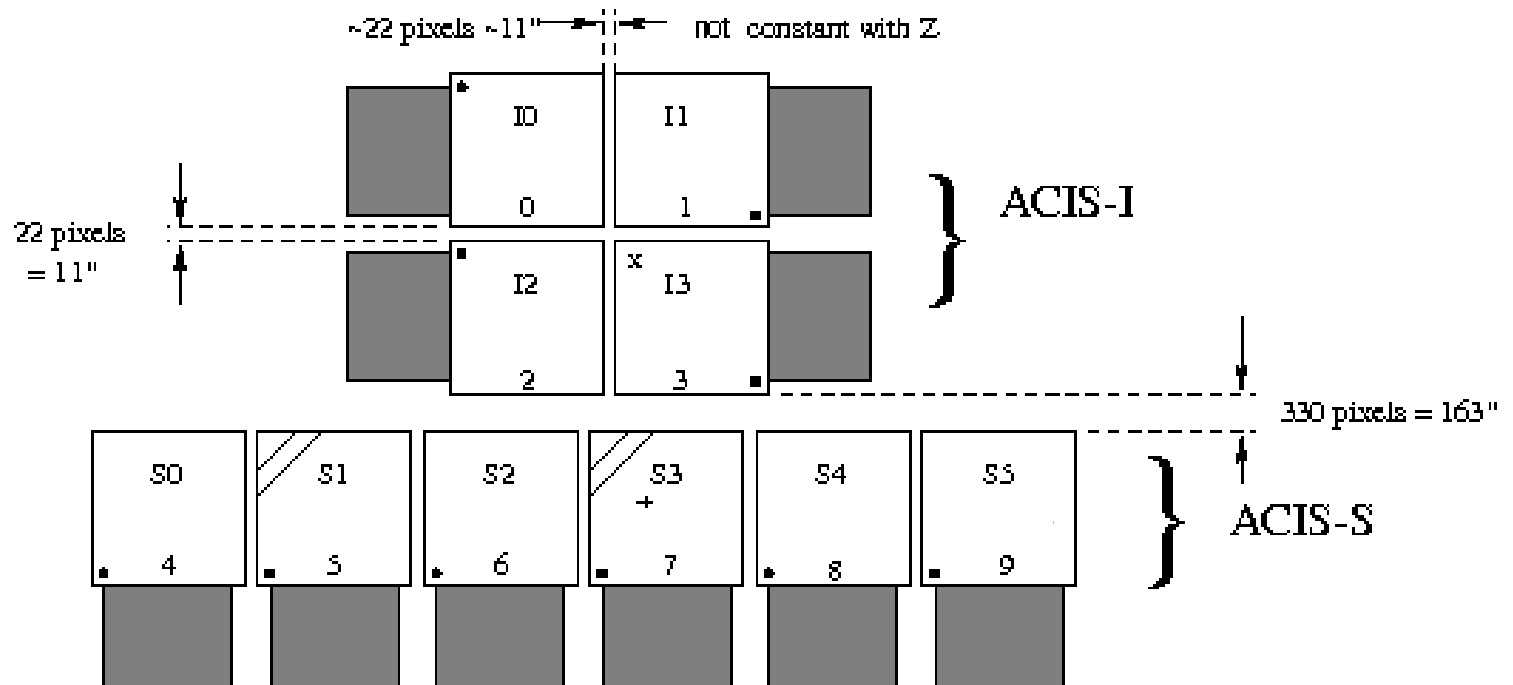 ~22 pixels ~11" not constant with Z
I0 I1
0 1
ACIS-I
22 pixels
= 11"
x
I2 I3
2 3
330 pixels = 163"
S0 S1 S2 S3 S4 S5
+
ACIS-S
4 5 6 7 8 9